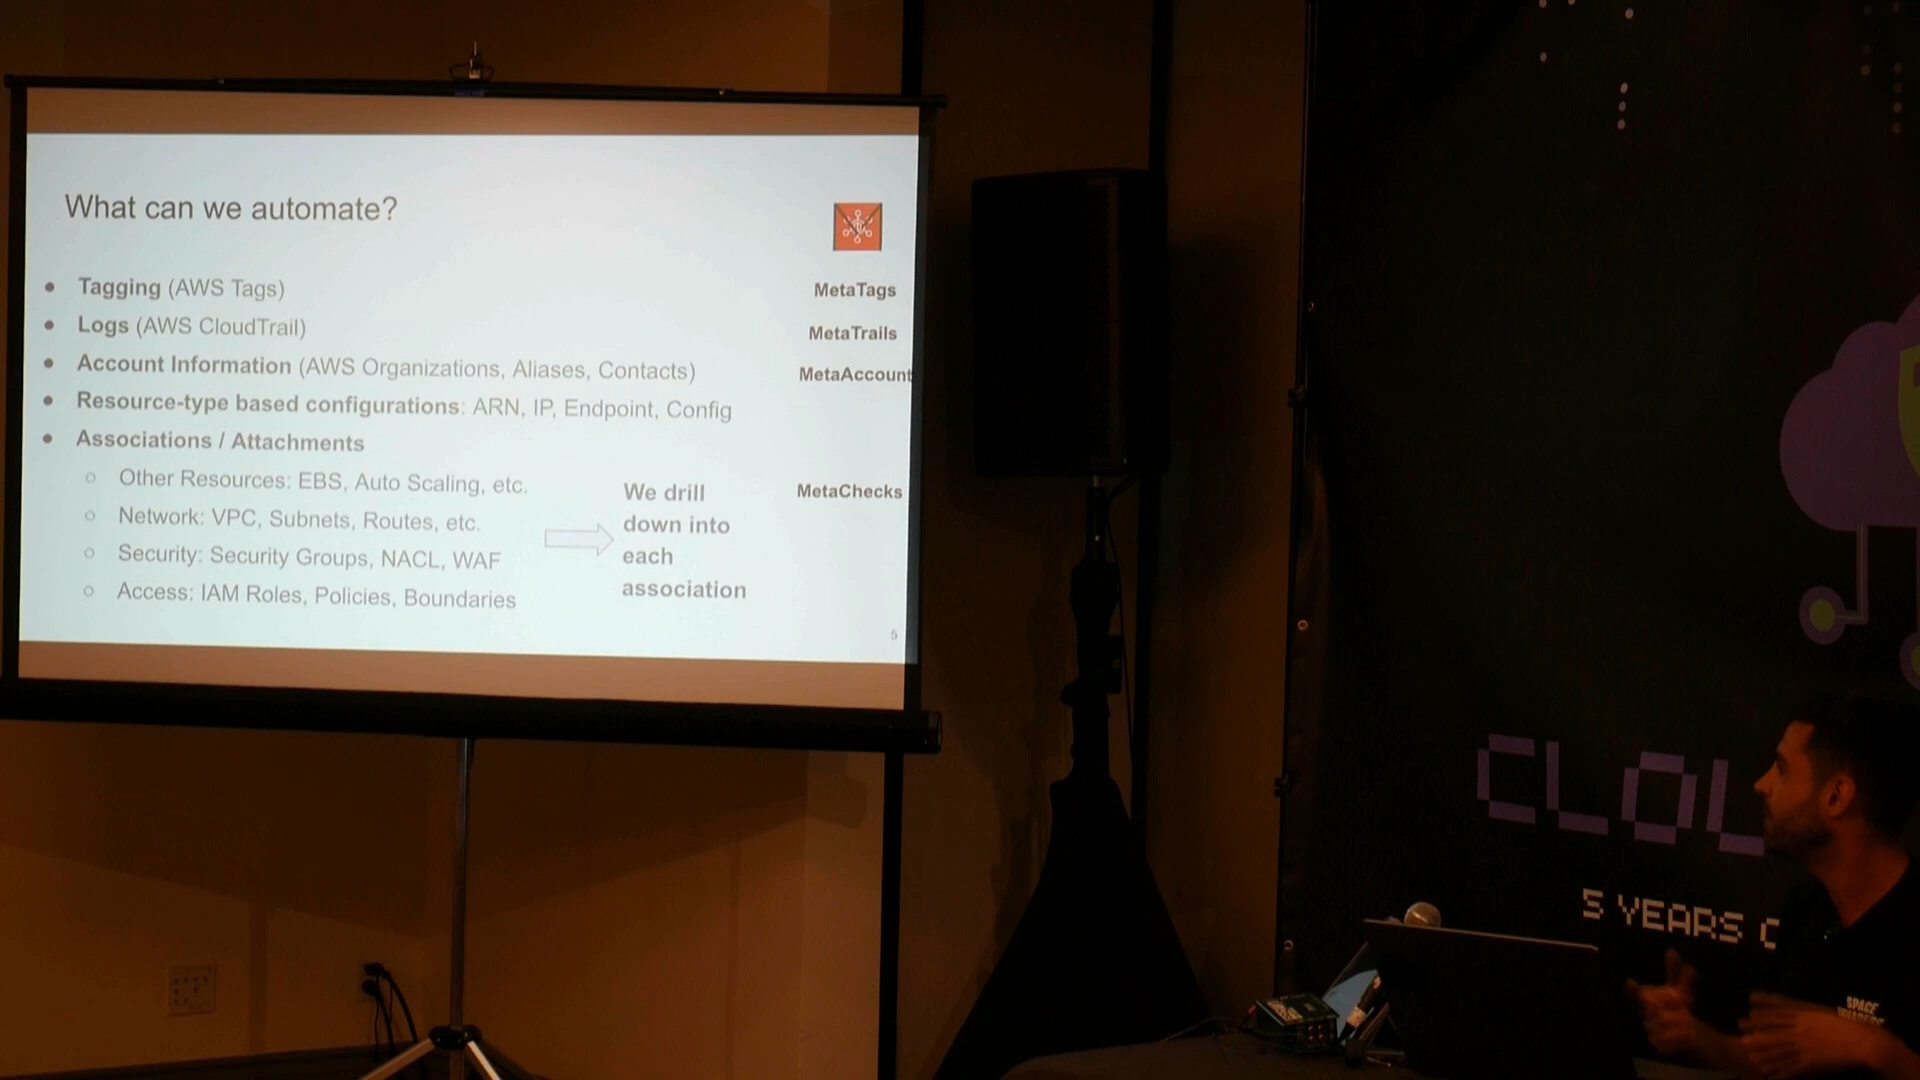 What can we automate?
● Tagging (AWS Tags)
MetaTags
● Logs (AWS CloudTrail)
MetaTrails
● Account Information (AWS Organizations, Aliases, Contacts)
MetaAccount
● Resource-type based configurations: ARN, IP, Endpoint, Config
● Associations / Attachments
○ Other Resources: EBS, Auto Scaling, etc.
○ Network: VPC, Subnets, Routes, etc.
○ Security: Security Groups, NACL, WAF
○ Access: IAM Roles, Policies, Boundaries
We drill
down into
each
association
MetaChecks
5
CLOU
5 YEARS
SPACE
INVADERS